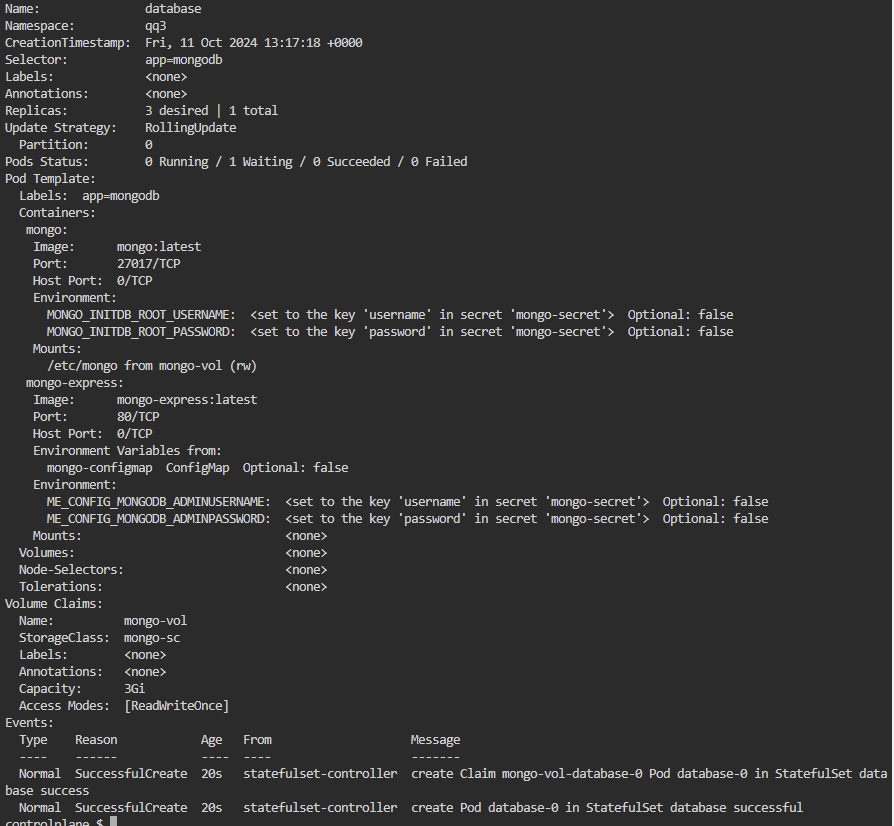 Name:               database
Namespace:          qq3
CreationTimestamp:  Fri, 11 Oct 2024 13:17:18 +0000
Selector:           app=mongodb
Labels:             <none>
Annotations:        <none>
Replicas:           3 desired | 1 total
Update Strategy:    RollingUpdate
  Partition:        0
Pods Status:        0 Running / 1 Waiting / 0 Succeeded / 0 Failed
Pod Template:
  Labels:  app=mongodb
  Containers:
   mongo:
    Image:      mongo:latest
    Port:       27017/TCP
    Host Port:  0/TCP
    Environment:
      MONGO_INITDB_ROOT_USERNAME:  <set to the key 'username' in secret 'mongo-secret'>  Optional: false
      MONGO_INITDB_ROOT_PASSWORD:  <set to the key 'password' in secret 'mongo-secret'>  Optional: false
    Mounts:
      /etc/mongo from mongo-vol (rw)
   mongo-express:
    Image:      mongo-express:latest
    Port:       80/TCP
    Host Port:  0/TCP
    Environment Variables from:
      mongo-configmap  ConfigMap  Optional: false
    Environment:
      ME_CONFIG_MONGODB_ADMINUSERNAME:  <set to the key 'username' in secret 'mongo-secret'>  Optional: false
      ME_CONFIG_MONGODB_ADMINPASSWORD:  <set to the key 'password' in secret 'mongo-secret'>  Optional: false
    Mounts:                             <none>
  Volumes:                              <none>
  Node-Selectors:                       <none>
  Tolerations:                          <none>
Volume Claims:
  Name:          mongo-vol
  StorageClass:  mongo-sc
  Labels:        <none>
  Annotations:   <none>
  Capacity:      3Gi
  Access Modes:  [ReadWriteOnce]
Events:
  Type    Reason            Age   From                    Message
  ----    ------            ----  ----                    -------
  Normal  SuccessfulCreate  20s   statefulset-controller  create Claim mongo-vol-database-0 Pod database-0 in StatefulSet data
base success
  Normal  SuccessfulCreate  20s   statefulset-controller  create Pod database-0 in StatefulSet database successful
controlplane $